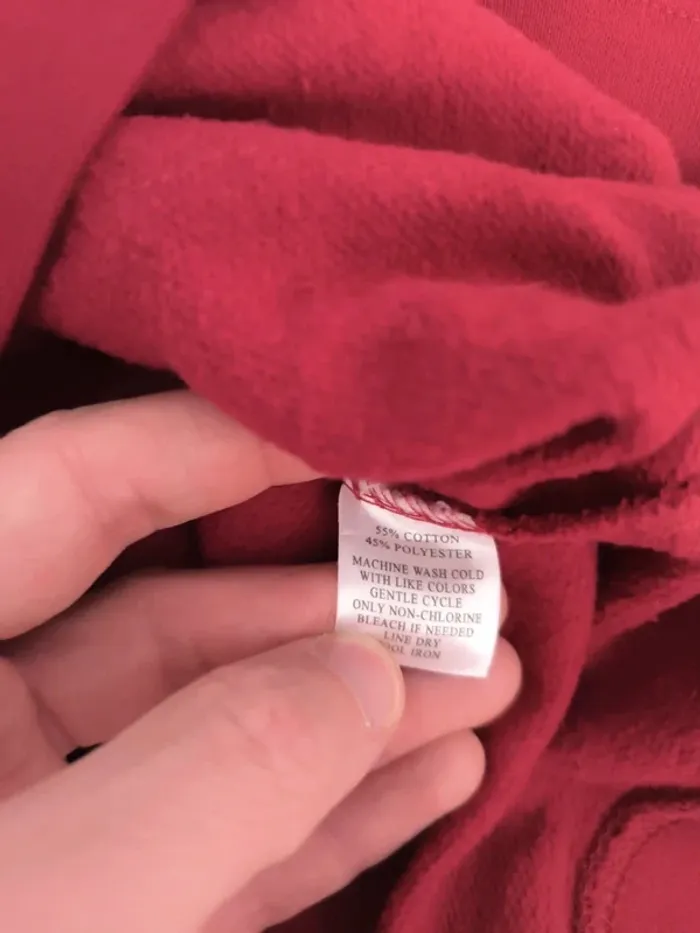 55% COTTON
45% POLYESTER
MACHINE WASH COLD
WITH LIKE COLORS
GENTLE CYCLE
ONLY NON-CHLORINE
BLEACH IF NEEDED
LINE DRY
IRON